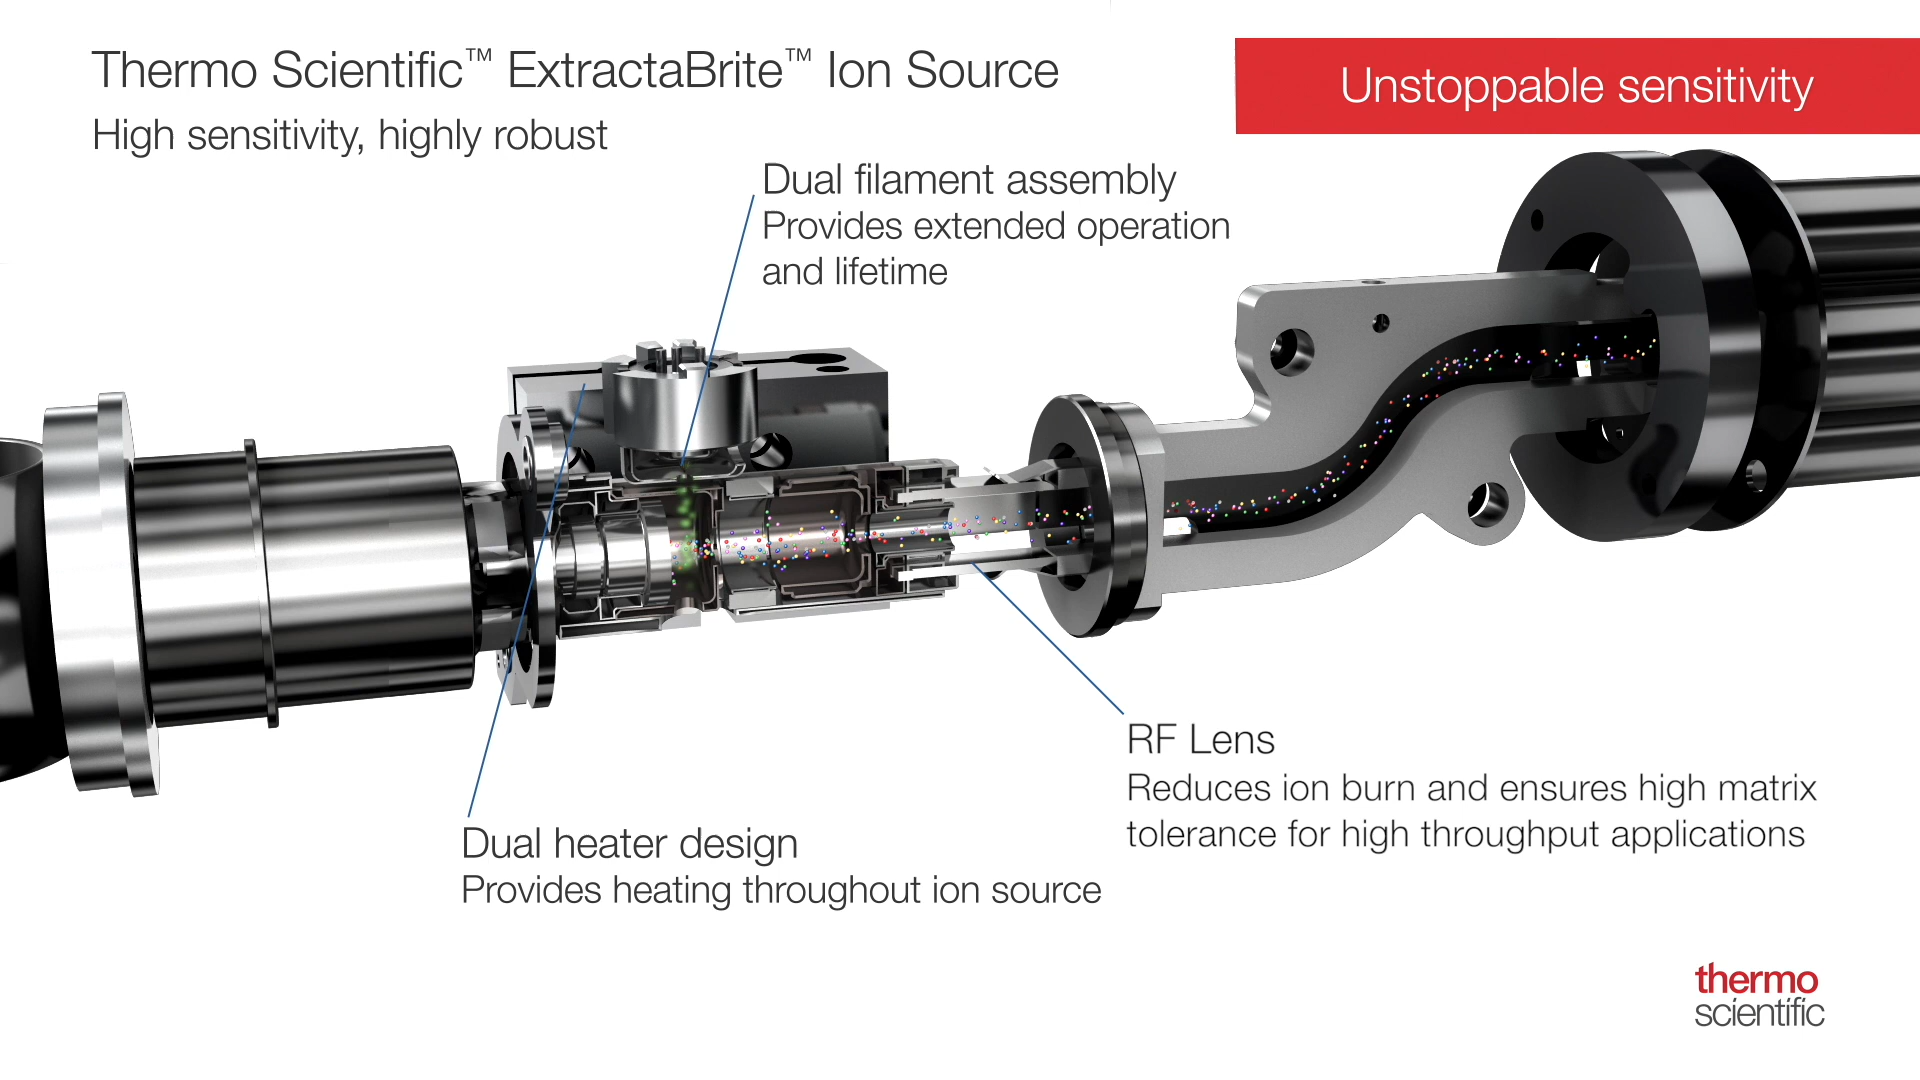 Thermo Scientific™ ExtractaBrite™ Ion Source
High sensitivity, highly robust
Unstoppable sensitivity
Dual filament assembly
Provides extended operation
and lifetime
RF Lens
Reduces ion burn and ensures high matrix
tolerance for high throughput applications
Dual heater design
Provides heating throughout ion source
thermo
scientific